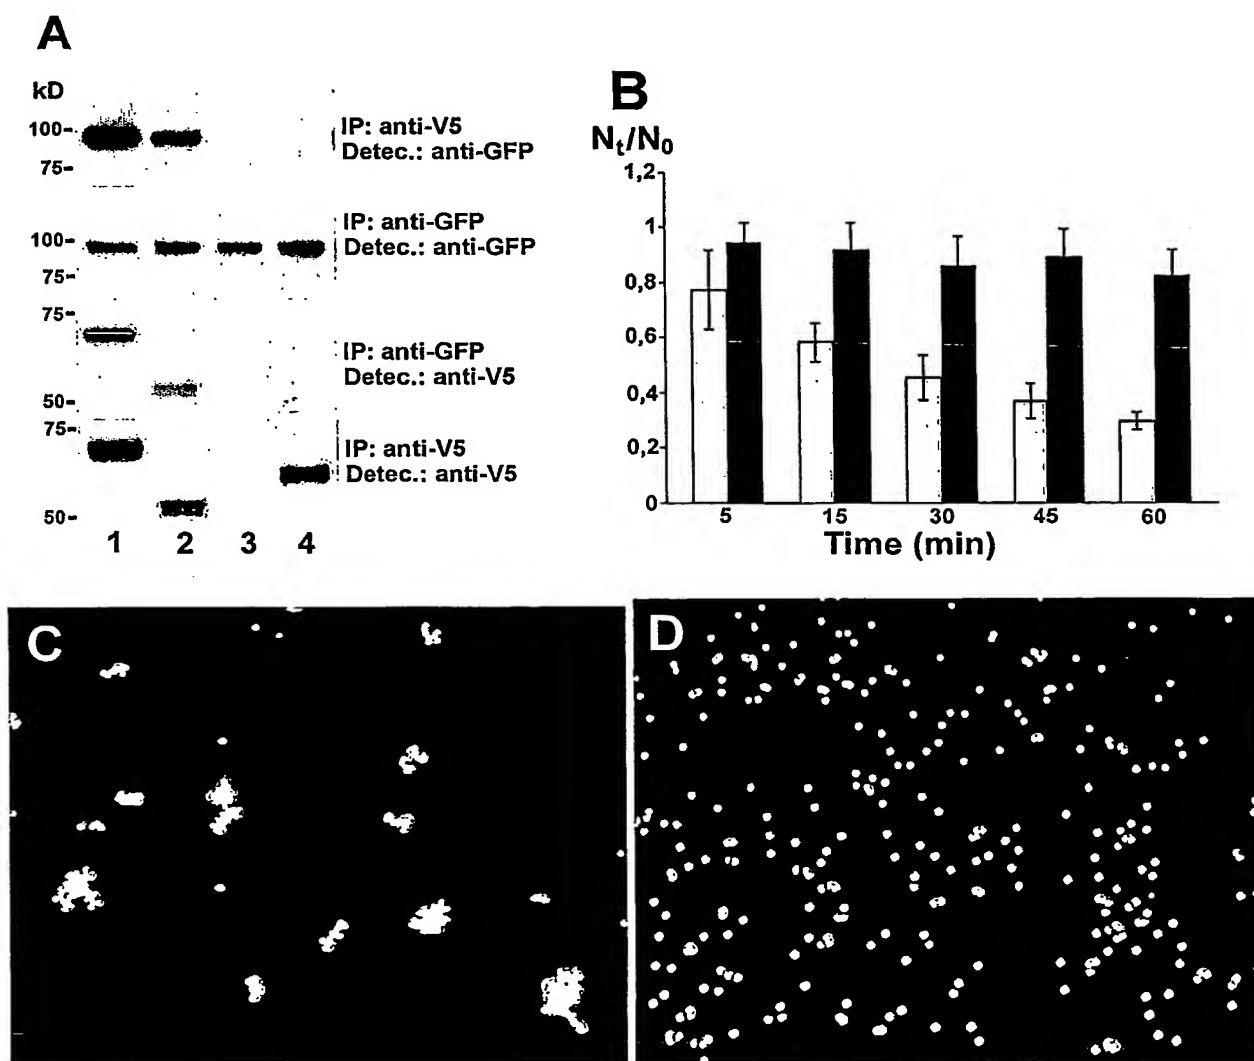 A
kD
100-
75-
IP: anti-V5
Detec.: anti-GFP
100-
75-
IP: anti-GFP
Detec.: anti-GFP
75-
50-
IP: anti-GFP
Detec.: anti-V5
75-
50-
IP: anti-V5
Detec.: anti-V5
1 2 3 4
B
Nt/N0
1,2
1
0,8
0,6
0,4
0,2
0
5 15 30 45 60
Time (min)
C
D